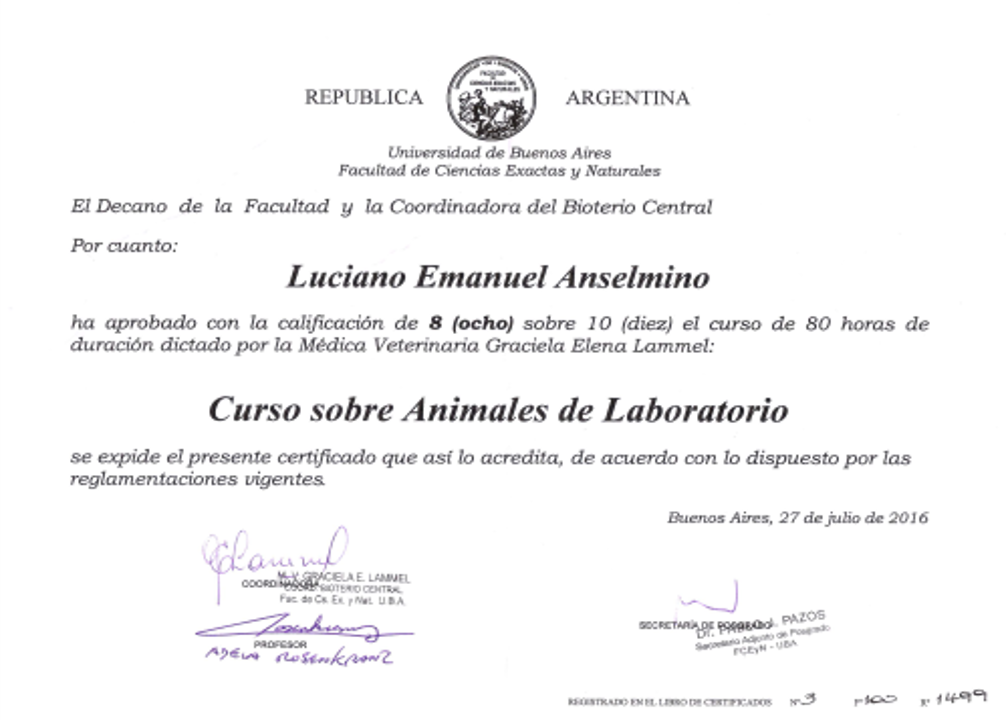 REPUBLICA ARGENTINA
Universidad de Buenos Aires
Facultad de Ciencias Exactas y Naturales
El Decano de la Facultad y la Coordinadora del Bioterio Central
Por cuanto:
Luciano Emanuel Anselmino
ha aprobado con la calificación de 8 (ocho) sobre 10 (diez) el curso de 80 horas de
duración dictado por la Médica Veterinaria Graciela Elena Lammel:
Curso sobre Animales de Laboratorio
se expide el presente certificado que así lo acredita, de acuerdo con lo dispuesto por las
reglamentaciones vigentes.
Buenos Aires, 27 de julio de 2016
M.V. GRACIELA E. LAMMEL
COORDINADORA
COORD. BIOTERIO CENTRAL
Fac. de Cs. Ex. y Nat. U.B.A.
PROFESOR
ADELA ROSENKRANZ
SECRETARÍA DE POSGRADO
Dr. PABLO J. PAZOS
Secretario Adjunto de Posgrado
FCEyN - UBA
REGISTRADO EN EL LIBRO DE CERTIFICADOS Nº 3 Fº 100 Rº 1499